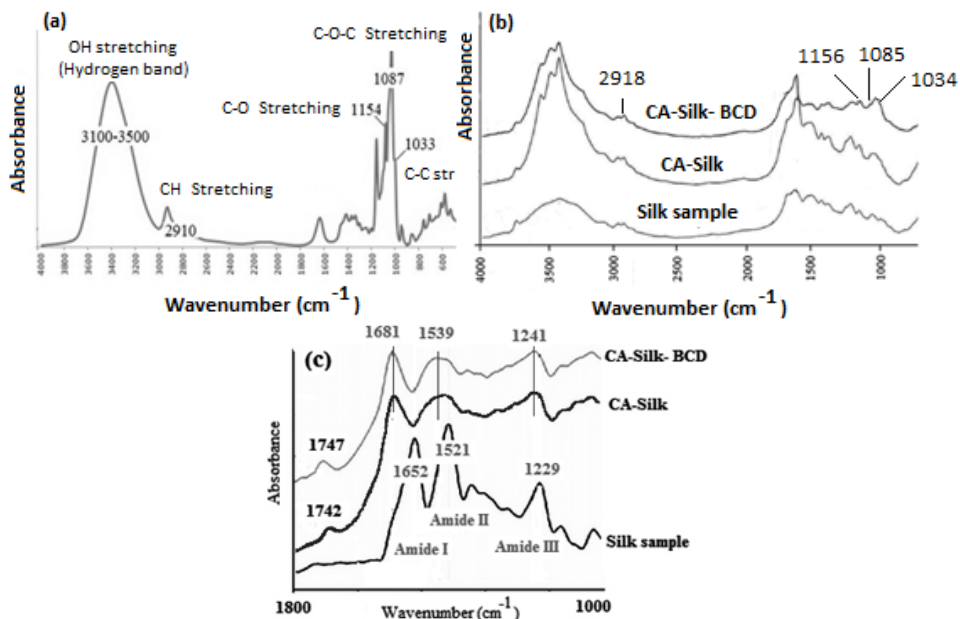 (a)
OH stretching
(Hydrogen band)
3100-3500
CH Stretching
2910
C-O Stretching
C-O-C Stretching
1087
1154
1033
C-C str
Absorbance
4000 3800 3600 3400 3200 3000 2800 2600 2400 2200 2000 1800 1600 1400 1200 1000 800 600
Wavenumber (cm-1)
(b)
2918
1156
1085
1034
CA-Silk- BCD
CA-Silk
Silk sample
Absorbance
4000 3500 2500 2000 1500 1000
Wavenumber (cm-1)
(c)
1681
1539
1241
CA-Silk- BCD
CA-Silk
1747
1742
1652
1521
1229
Amide I
Amide II
Amide III
Silk sample
Absorbance
1800
1000
Wavenumber (cm-1)